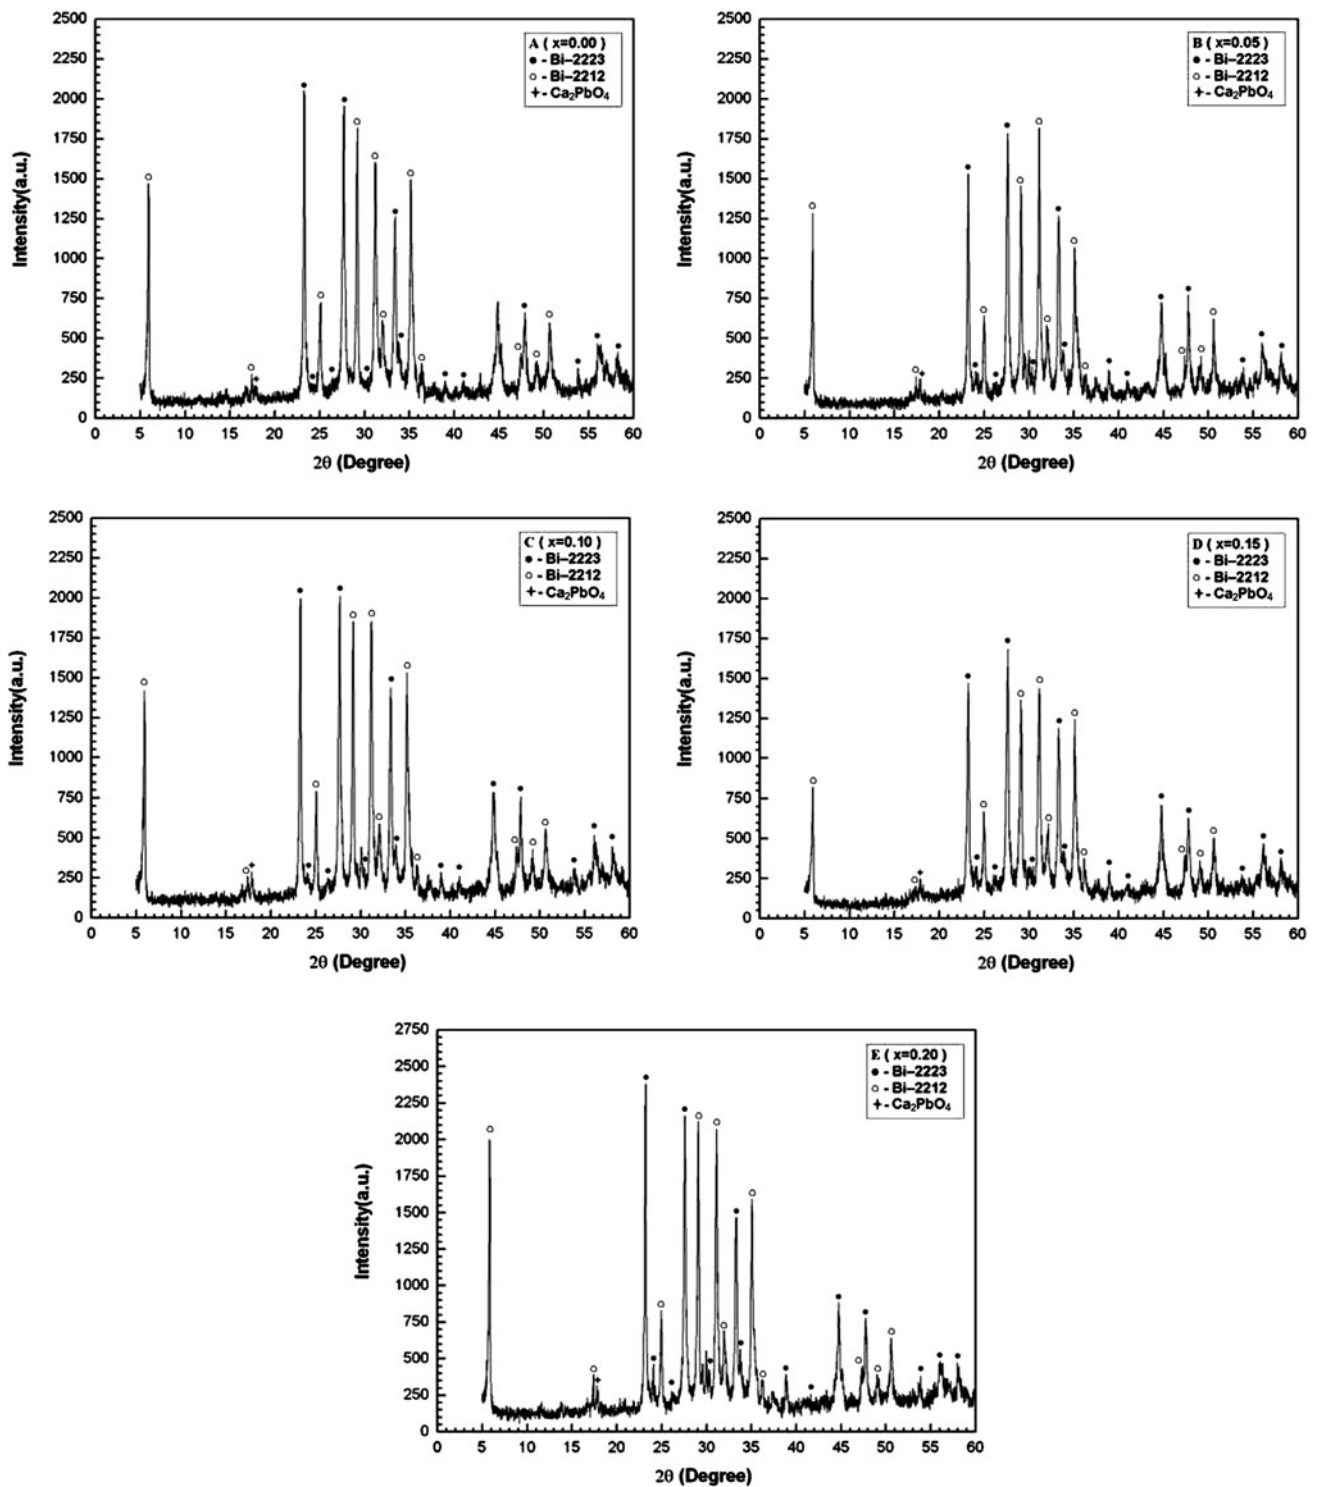 A ( x=0.00 )
● - Bi–2223
○ - Bi–2212
✦ - Ca₂PbO₄
Intensity(a.u.)
2500
2250
2000
1750
1500
1250
1000
750
500
250
0
0 5 10 15 20 25 30 35 40 45 50 55 60
2θ (Degree)
B ( x=0.05 )
● - Bi–2223
○ - Bi–2212
✦ - Ca₂PbO₄
Intensity(a.u.)
2500
2250
2000
1750
1500
1250
1000
750
500
250
0
0 5 10 15 20 25 30 35 40 45 50 55 60
2θ (Degree)
C ( x=0.10 )
● - Bi–2223
○ - Bi–2212
✦ - Ca₂PbO₄
Intensity(a.u.)
2500
2250
2000
1750
1500
1250
1000
750
500
250
0
0 5 10 15 20 25 30 35 40 45 50 55 60
2θ (Degree)
D ( x=0.15 )
● - Bi–2223
○ - Bi–2212
✦ - Ca₂PbO₄
Intensity(a.u.)
2500
2250
2000
1750
1500
1250
1000
750
500
250
0
0 5 10 15 20 25 30 35 40 45 50 55 60
2θ (Degree)
E ( x=0.20 )
● - Bi–2223
○ - Bi–2212
✦ - Ca₂PbO₄
Intensity(a.u.)
2750
2500
2250
2000
1750
1500
1250
1000
750
500
250
0
0 5 10 15 20 25 30 35 40 45 50 55 60
2θ (Degree)